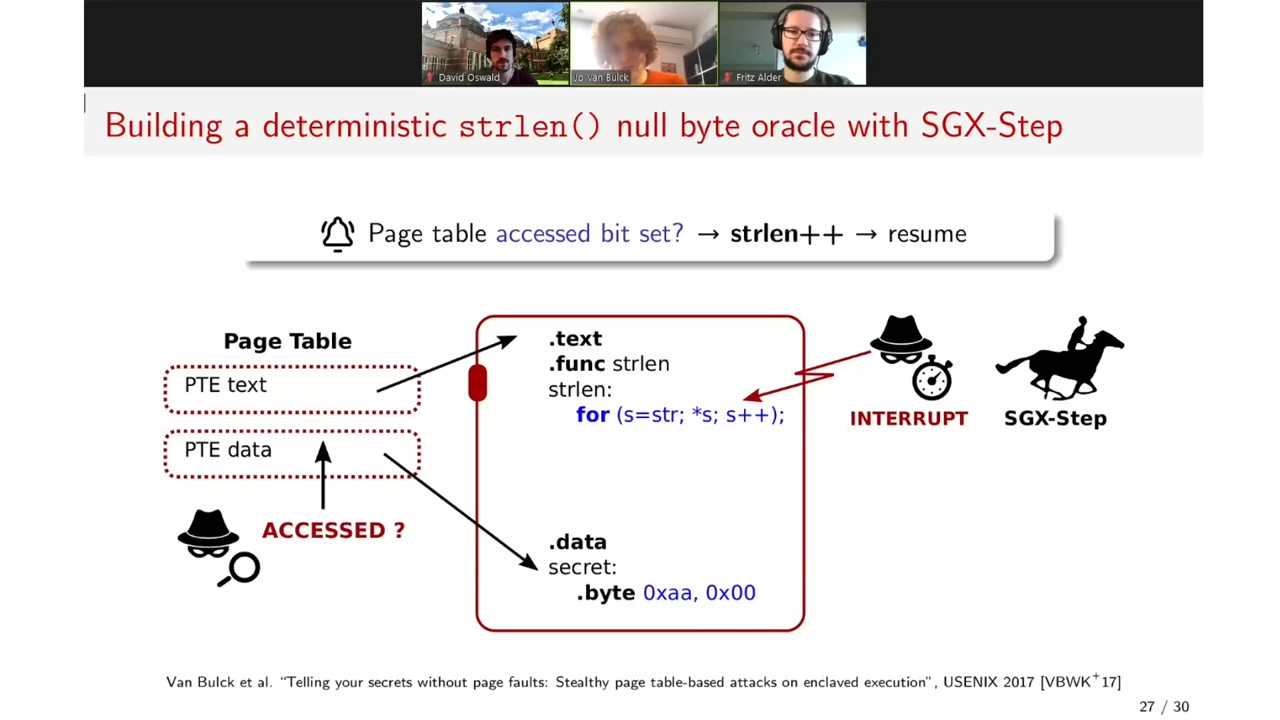 David Oswald
Jo Van Bulck
Fritz Alder
Building a deterministic strlen() null byte oracle with SGX-Step
Page table accessed bit set? → strlen++ → resume
Page Table
PTE text
PTE data
ACCESSED ?
.text
.func strlen
strlen:
for (s=str; *s; s++);
.data
secret:
.byte 0xaa, 0x00
INTERRUPT
SGX-Step
Van Bulck et al. “Telling your secrets without page faults: Stealthy page table-based attacks on enclaved execution”, USENIX 2017 [VBWK+17]
27 / 30